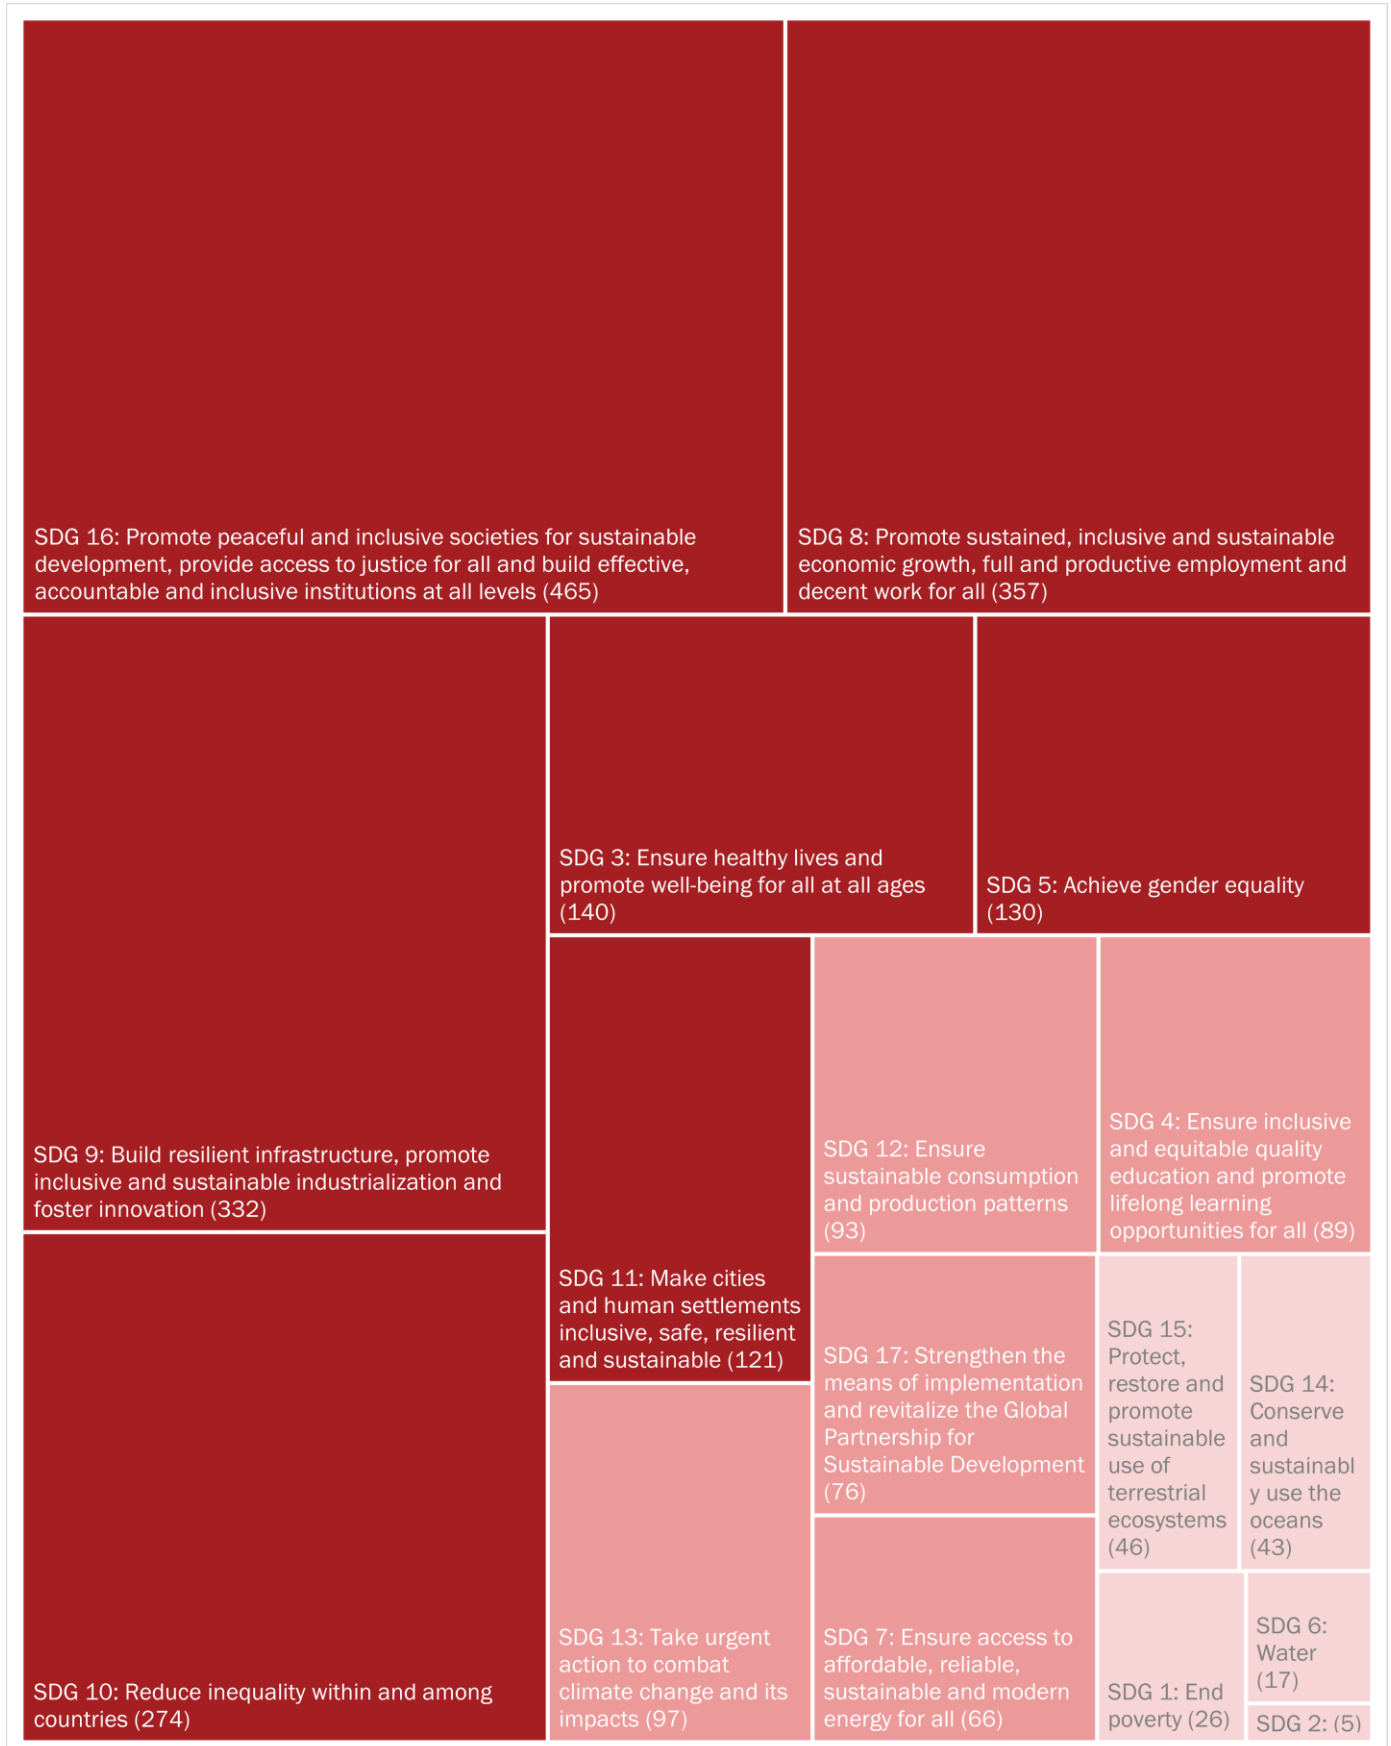 SDG 16: Promote peaceful and inclusive societies for sustainable
development, provide access to justice for all and build effective,
accountable and inclusive institutions at all levels (465)
SDG 8: Promote sustained, inclusive and sustainable
economic growth, full and productive employment and
decent work for all (357)
SDG 9: Build resilient infrastructure, promote
inclusive and sustainable industrialization and
foster innovation (332)
SDG 3: Ensure healthy lives and
promote well-being for all at all ages
(140)
SDG 5: Achieve gender equality
(130)
SDG 10: Reduce inequality within and among
countries (274)
SDG 11: Make cities
and human settlements
inclusive, safe, resilient
and sustainable (121)
SDG 12: Ensure
sustainable consumption
and production patterns
(93)
SDG 4: Ensure inclusive
and equitable quality
education and promote
lifelong learning
opportunities for all (89)
SDG 13: Take urgent
action to combat
climate change and its
impacts (97)
SDG 17: Strengthen the
means of implementation
and revitalize the Global
Partnership for
Sustainable Development
(76)
SDG 7: Ensure access to
affordable, reliable,
sustainable and modern
energy for all (66)
SDG 15:
Protect,
restore and
promote
sustainable
use of
terrestrial
ecosystems
(46)
SDG 14:
Conserve
and
sustainabl
y use the
oceans
(43)
SDG 1: End
poverty (26)
SDG 6:
Water
(17)
SDG 2: (5)